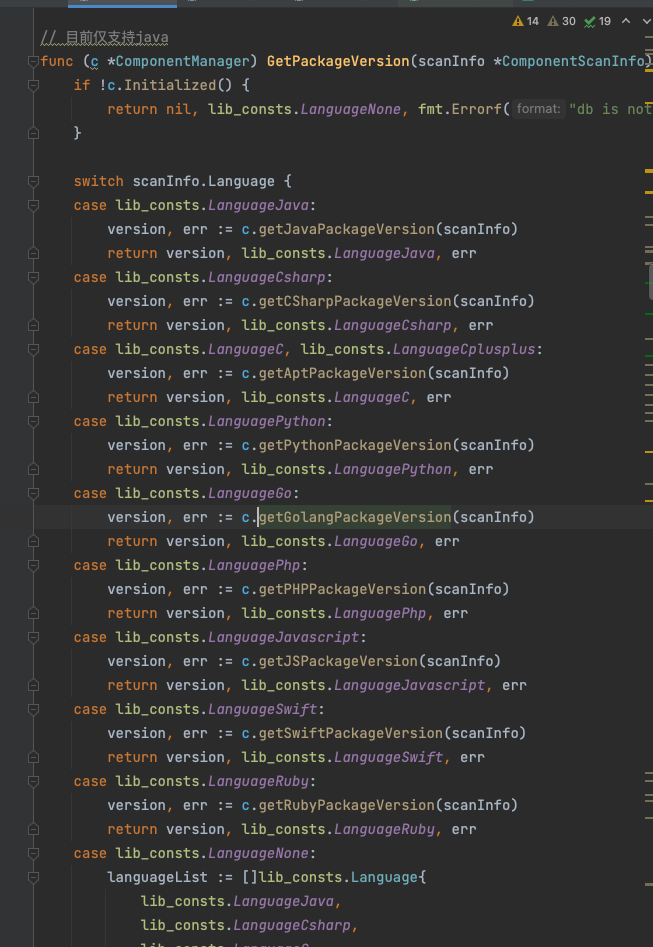 14 30 19
// 目前仅支持java
func (c *ComponentManager) GetPackageVersion(scanInfo *ComponentScanInfo)
if !c.Initialized() {
return nil, lib_consts.LanguageNone, fmt.Errorf( format: "db is not
}
switch scanInfo.Language {
case lib_consts.LanguageJava:
version, err := c.getJavaPackageVersion(scanInfo)
return version, lib_consts.LanguageJava, err
case lib_consts.LanguageCsharp:
version, err := c.getCSharpPackageVersion(scanInfo)
return version, lib_consts.LanguageCsharp, err
case lib_consts.LanguageC, lib_consts.LanguageCplusplus:
version, err := c.getAptPackageVersion(scanInfo)
return version, lib_consts.LanguageC, err
case lib_consts.LanguagePython:
version, err := c.getPythonPackageVersion(scanInfo)
return version, lib_consts.LanguagePython, err
case lib_consts.LanguageGo:
version, err := c.getGolangPackageVersion(scanInfo)
return version, lib_consts.LanguageGo, err
case lib_consts.LanguagePhp:
version, err := c.getPHPPackageVersion(scanInfo)
return version, lib_consts.LanguagePhp, err
case lib_consts.LanguageJavascript:
version, err := c.getJSPackageVersion(scanInfo)
return version, lib_consts.LanguageJavascript, err
case lib_consts.LanguageSwift:
version, err := c.getSwiftPackageVersion(scanInfo)
return version, lib_consts.LanguageSwift, err
case lib_consts.LanguageRuby:
version, err := c.getRubyPackageVersion(scanInfo)
return version, lib_consts.LanguageRuby, err
case lib_consts.LanguageNone:
languageList := []lib_consts.Language{
lib_consts.LanguageJava,
lib_consts.LanguageCsharp,